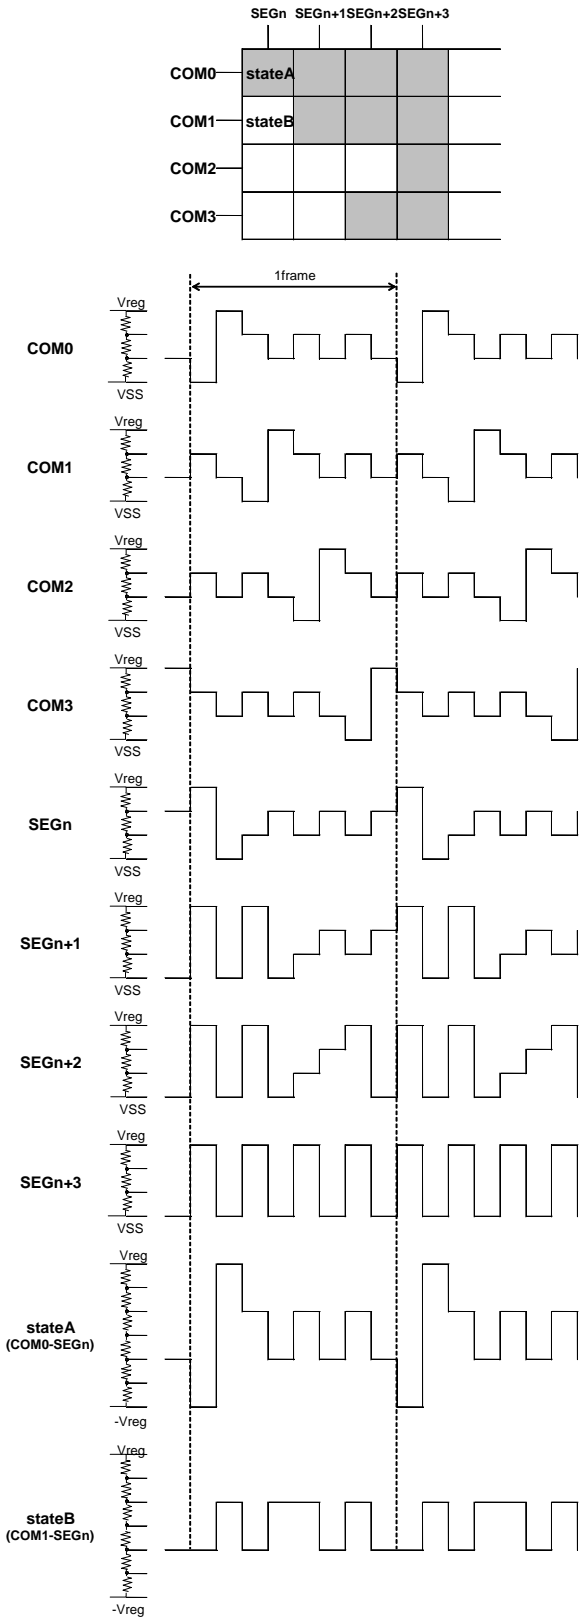 SEGn SEGn+1SEGn+2SEGn+3
COM0 stateA
COM1 stateB
COM2
COM3
1frame
Vreg
COM0
VSS
Vreg
COM1
VSS
Vreg
COM2
VSS
Vreg
COM3
VSS
Vreg
SEGn
VSS
Vreg
SEGn+1
VSS
Vreg
SEGn+2
VSS
Vreg
SEGn+3
VSS
Vreg
stateA
(COM0-SEGn)
-Vreg
Vreg
stateB
(COM1-SEGn)
-Vreg